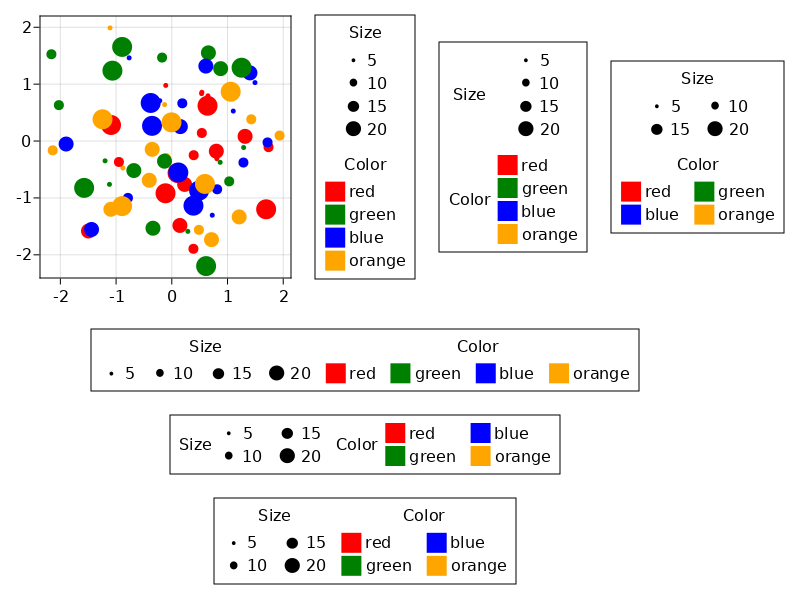 2
1
0
-1
-2
-2 -1 0 1 2
Size
5
10
15
20
Color
red
green
blue
orange
Size
5
10
15
20
Color
red
green
blue
orange
Size
5 10
15 20
Color
red green
blue orange
Size Color
5 10 15 20 red green blue orange
Size 5 15 Color red blue
10 20 green orange
Size Color
5 15 red blue
10 20 green orange